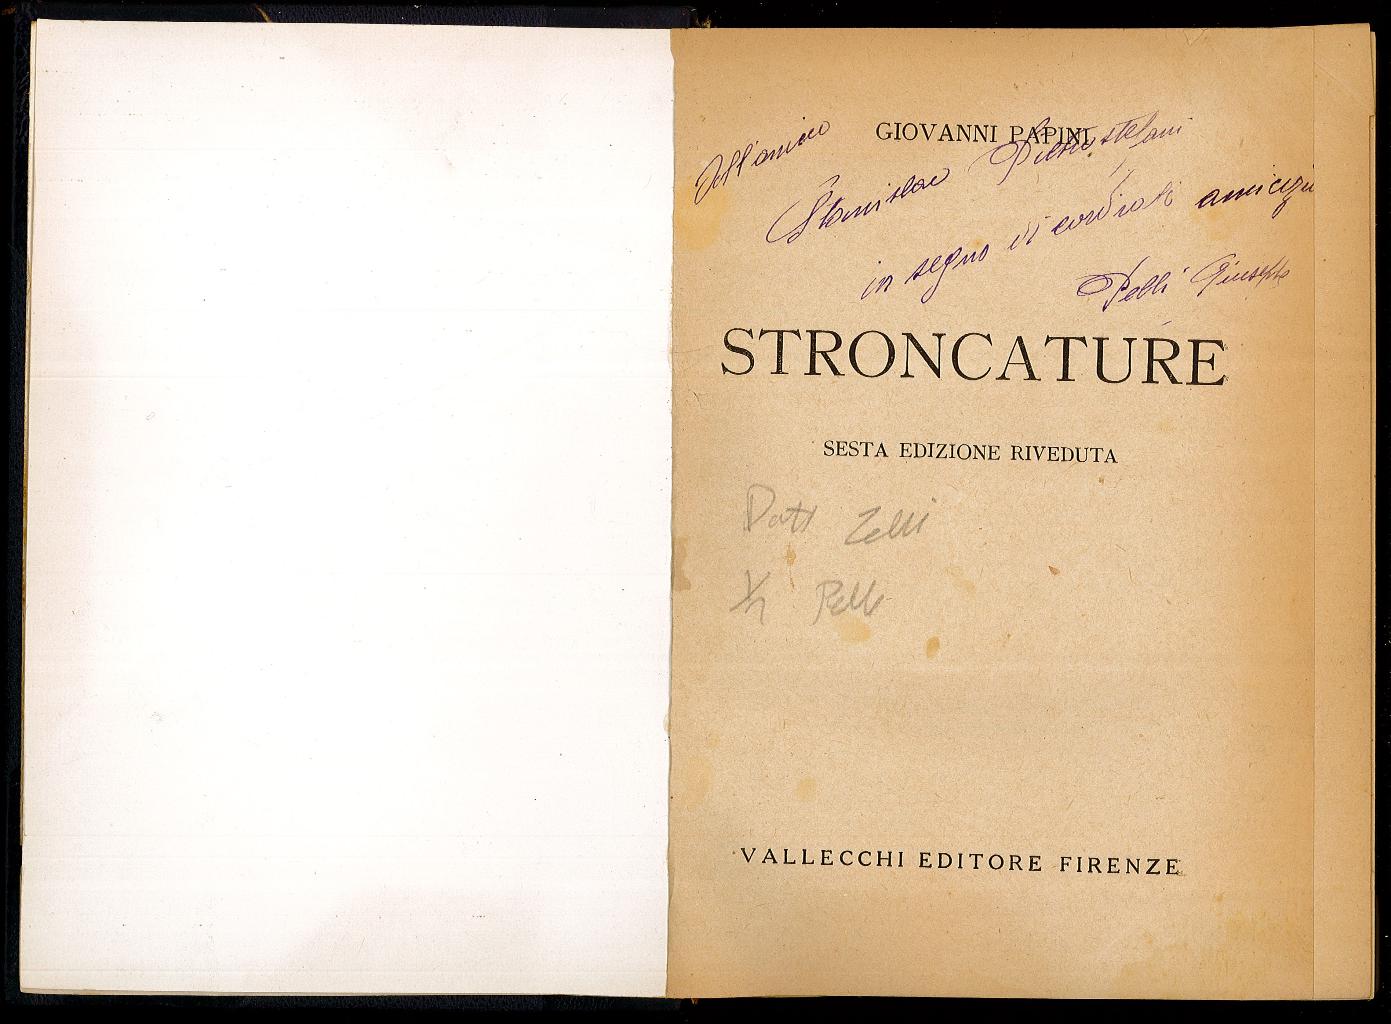 GIOVANNI PAPINI
All'amico
Stanislao Pietrostefani
in segno di cordiale amicizia
Pelli Giuseppe
STRONCATURE
SESTA EDIZIONE RIVEDUTA
VALLECCHI EDITORE FIRENZE